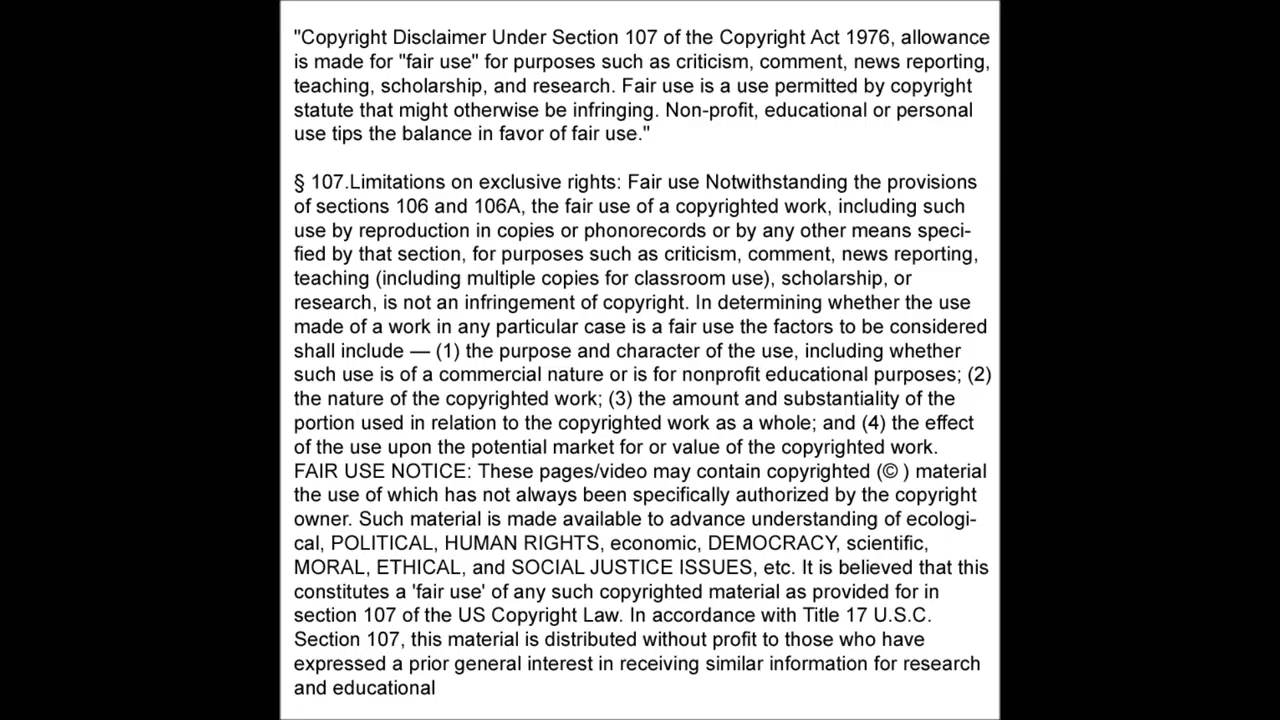 "Copyright Disclaimer Under Section 107 of the Copyright Act 1976, allowance
is made for "fair use" for purposes such as criticism, comment, news reporting,
teaching, scholarship, and research. Fair use is a use permitted by copyright
statute that might otherwise be infringing. Non-profit, educational or personal
use tips the balance in favor of fair use."
§ 107.Limitations on exclusive rights: Fair use Notwithstanding the provisions
of sections 106 and 106A, the fair use of a copyrighted work, including such
use by reproduction in copies or phonorecords or by any other means speci-
fied by that section, for purposes such as criticism, comment, news reporting,
teaching (including multiple copies for classroom use), scholarship, or
research, is not an infringement of copyright. In determining whether the use
made of a work in any particular case is a fair use the factors to be considered
shall include — (1) the purpose and character of the use, including whether
such use is of a commercial nature or is for nonprofit educational purposes; (2)
the nature of the copyrighted work; (3) the amount and substantiality of the
portion used in relation to the copyrighted work as a whole; and (4) the effect
of the use upon the potential market for or value of the copyrighted work.
FAIR USE NOTICE: These pages/video may contain copyrighted (© ) material
the use of which has not always been specifically authorized by the copyright
owner. Such material is made available to advance understanding of ecologi-
cal, POLITICAL, HUMAN RIGHTS, economic, DEMOCRACY, scientific,
MORAL, ETHICAL, and SOCIAL JUSTICE ISSUES, etc. It is believed that this
constitutes a 'fair use' of any such copyrighted material as provided for in
section 107 of the US Copyright Law. In accordance with Title 17 U.S.C.
Section 107, this material is distributed without profit to those who have
expressed a prior general interest in receiving similar information for research
and educational